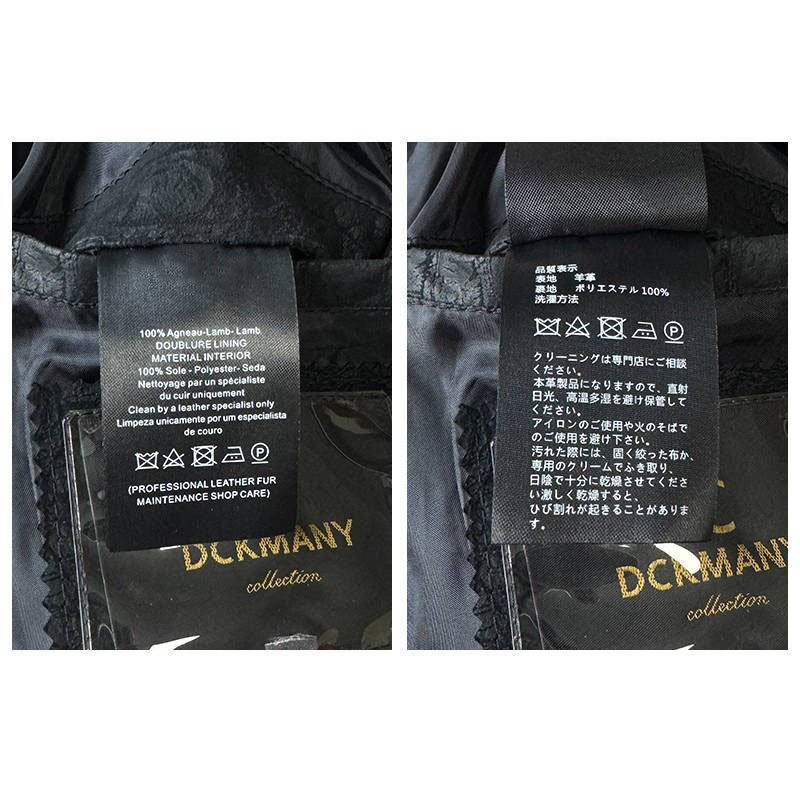 100% Agneau-Lamb- Lamb
DOUBLURE LINING
MATERIAL INTERIOR
100% Sole - Polyester- Seda
Nettoyage par un spécialiste
du cuir uniquement
Clean by a leather specialist only
Limpeza unicamente por um especialista
de couro
(PROFESSIONAL LEATHER FUR
MAINTENANCE SHOP CARE)
DCKMANY
collection
品質表示
表地 羊革
裏地 ポリエステル 100%
洗濯方法
クリーニングは専門店にご相談
ください。
本革製品になりますので、直射
日光、高温多湿を避け保管して
ください。
アイロンのご使用や火のそばで
のご使用を避け下さい。
汚れた際には、固く絞った布か、
専用のクリームでふき取り、
日陰で十分に乾燥させてくださ
い激しく乾燥すると、
ひび割れが起きることがありま
す。
DCKMANY
collection